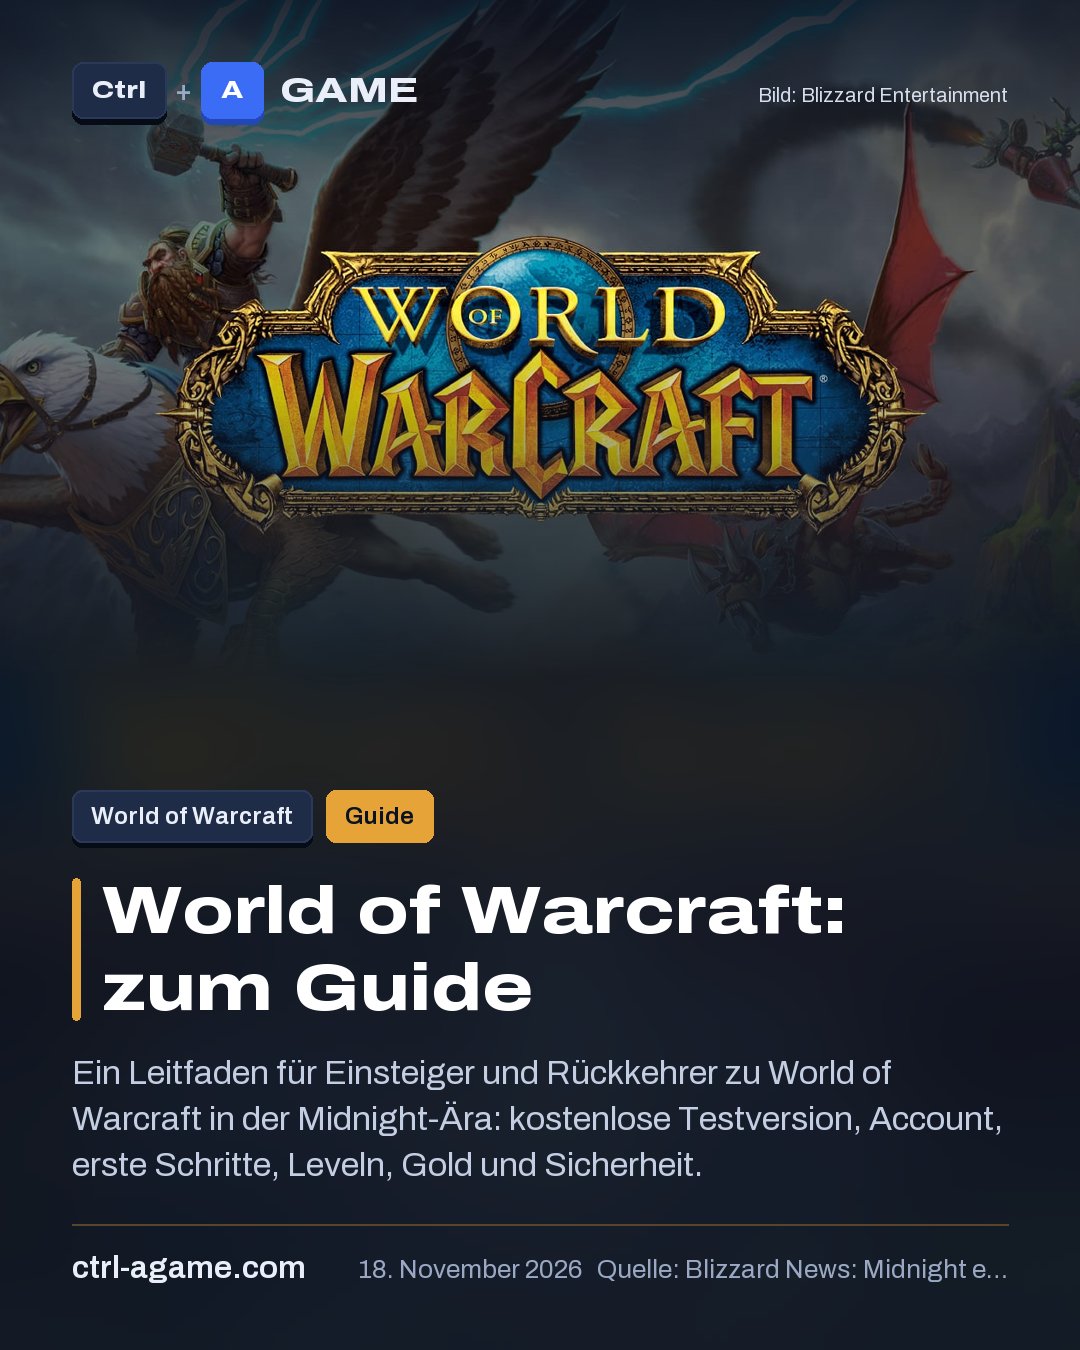 Ctrl + A GAME
Bild: Blizzard Entertainment
WORLD OF
WARCRAFT®
World of Warcraft
Guide
World of Warcraft:
zum Guide
Ein Leitfaden für Einsteiger und Rückkehrer zu World of
Warcraft in der Midnight-Ära: kostenlose Testversion, Account,
erste Schritte, Leveln, Gold und Sicherheit.
ctrl-agame.com
18. November 2026 Quelle: Blizzard News: Midnight e...